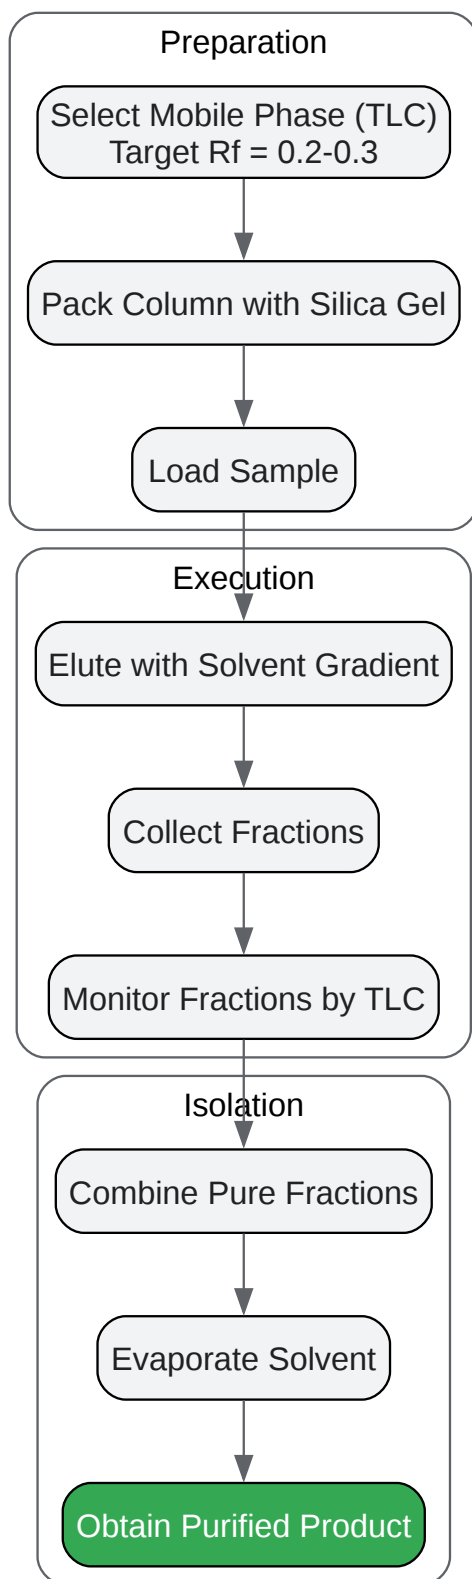 Preparation
Select Mobile Phase (TLC)
Target Rf = 0.2-0.3
Pack Column with Silica Gel
Load Sample
Execution
Elute with Solvent Gradient
Collect Fractions
Monitor Fractions by TLC
Isolation
Combine Pure Fractions
Evaporate Solvent
Obtain Purified Product